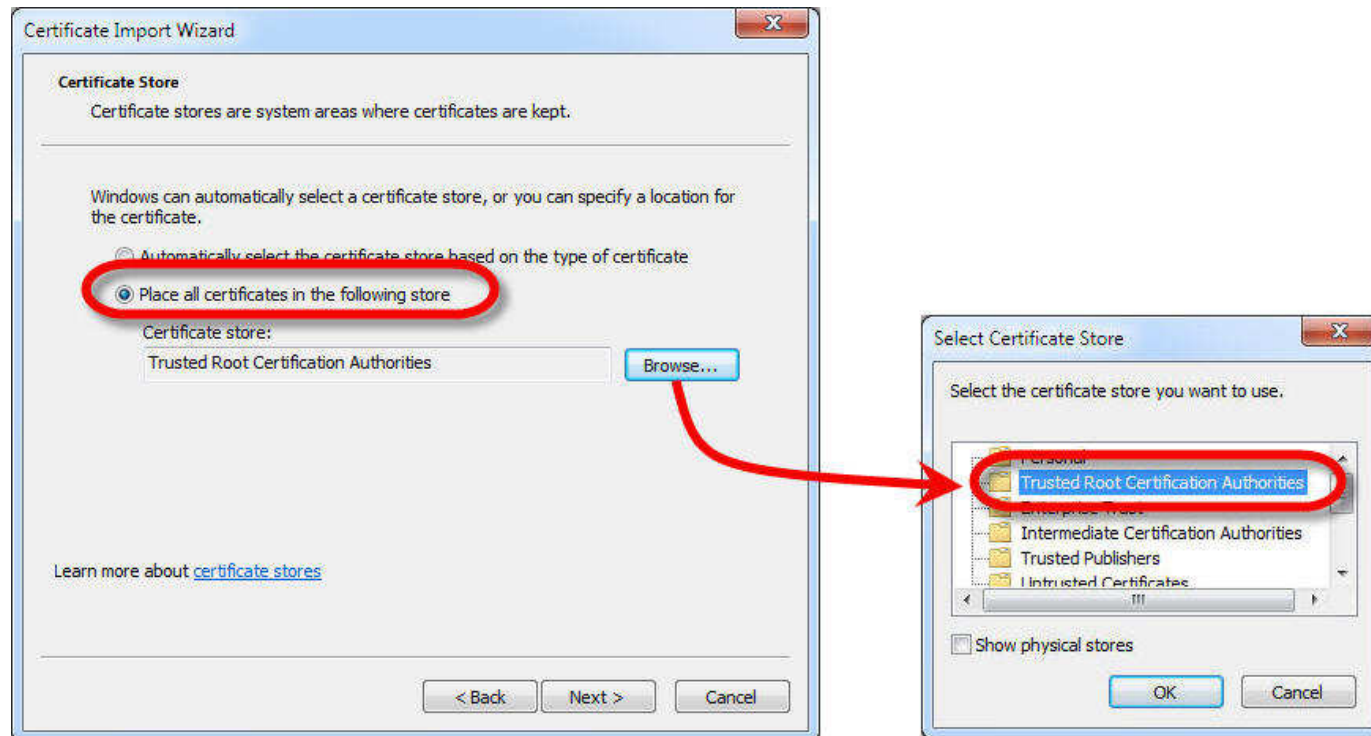 Certificate Import Wizard
Certificate Store
Certificate stores are system areas where certificates are kept.
Windows can automatically select a certificate store, or you can specify a location for
the certificate.
Automatically select the certificate store based on the type of certificate
Place all certificates in the following store
Certificate store:
Trusted Root Certification Authorities
Browse...
Learn more about certificate stores
< Back
Next >
Cancel
Select Certificate Store
Select the certificate store you want to use.
Personal
Trusted Root Certification Authorities
Enterprise Trust
Intermediate Certification Authorities
Trusted Publishers
Untrusted Certificates
Show physical stores
OK
Cancel